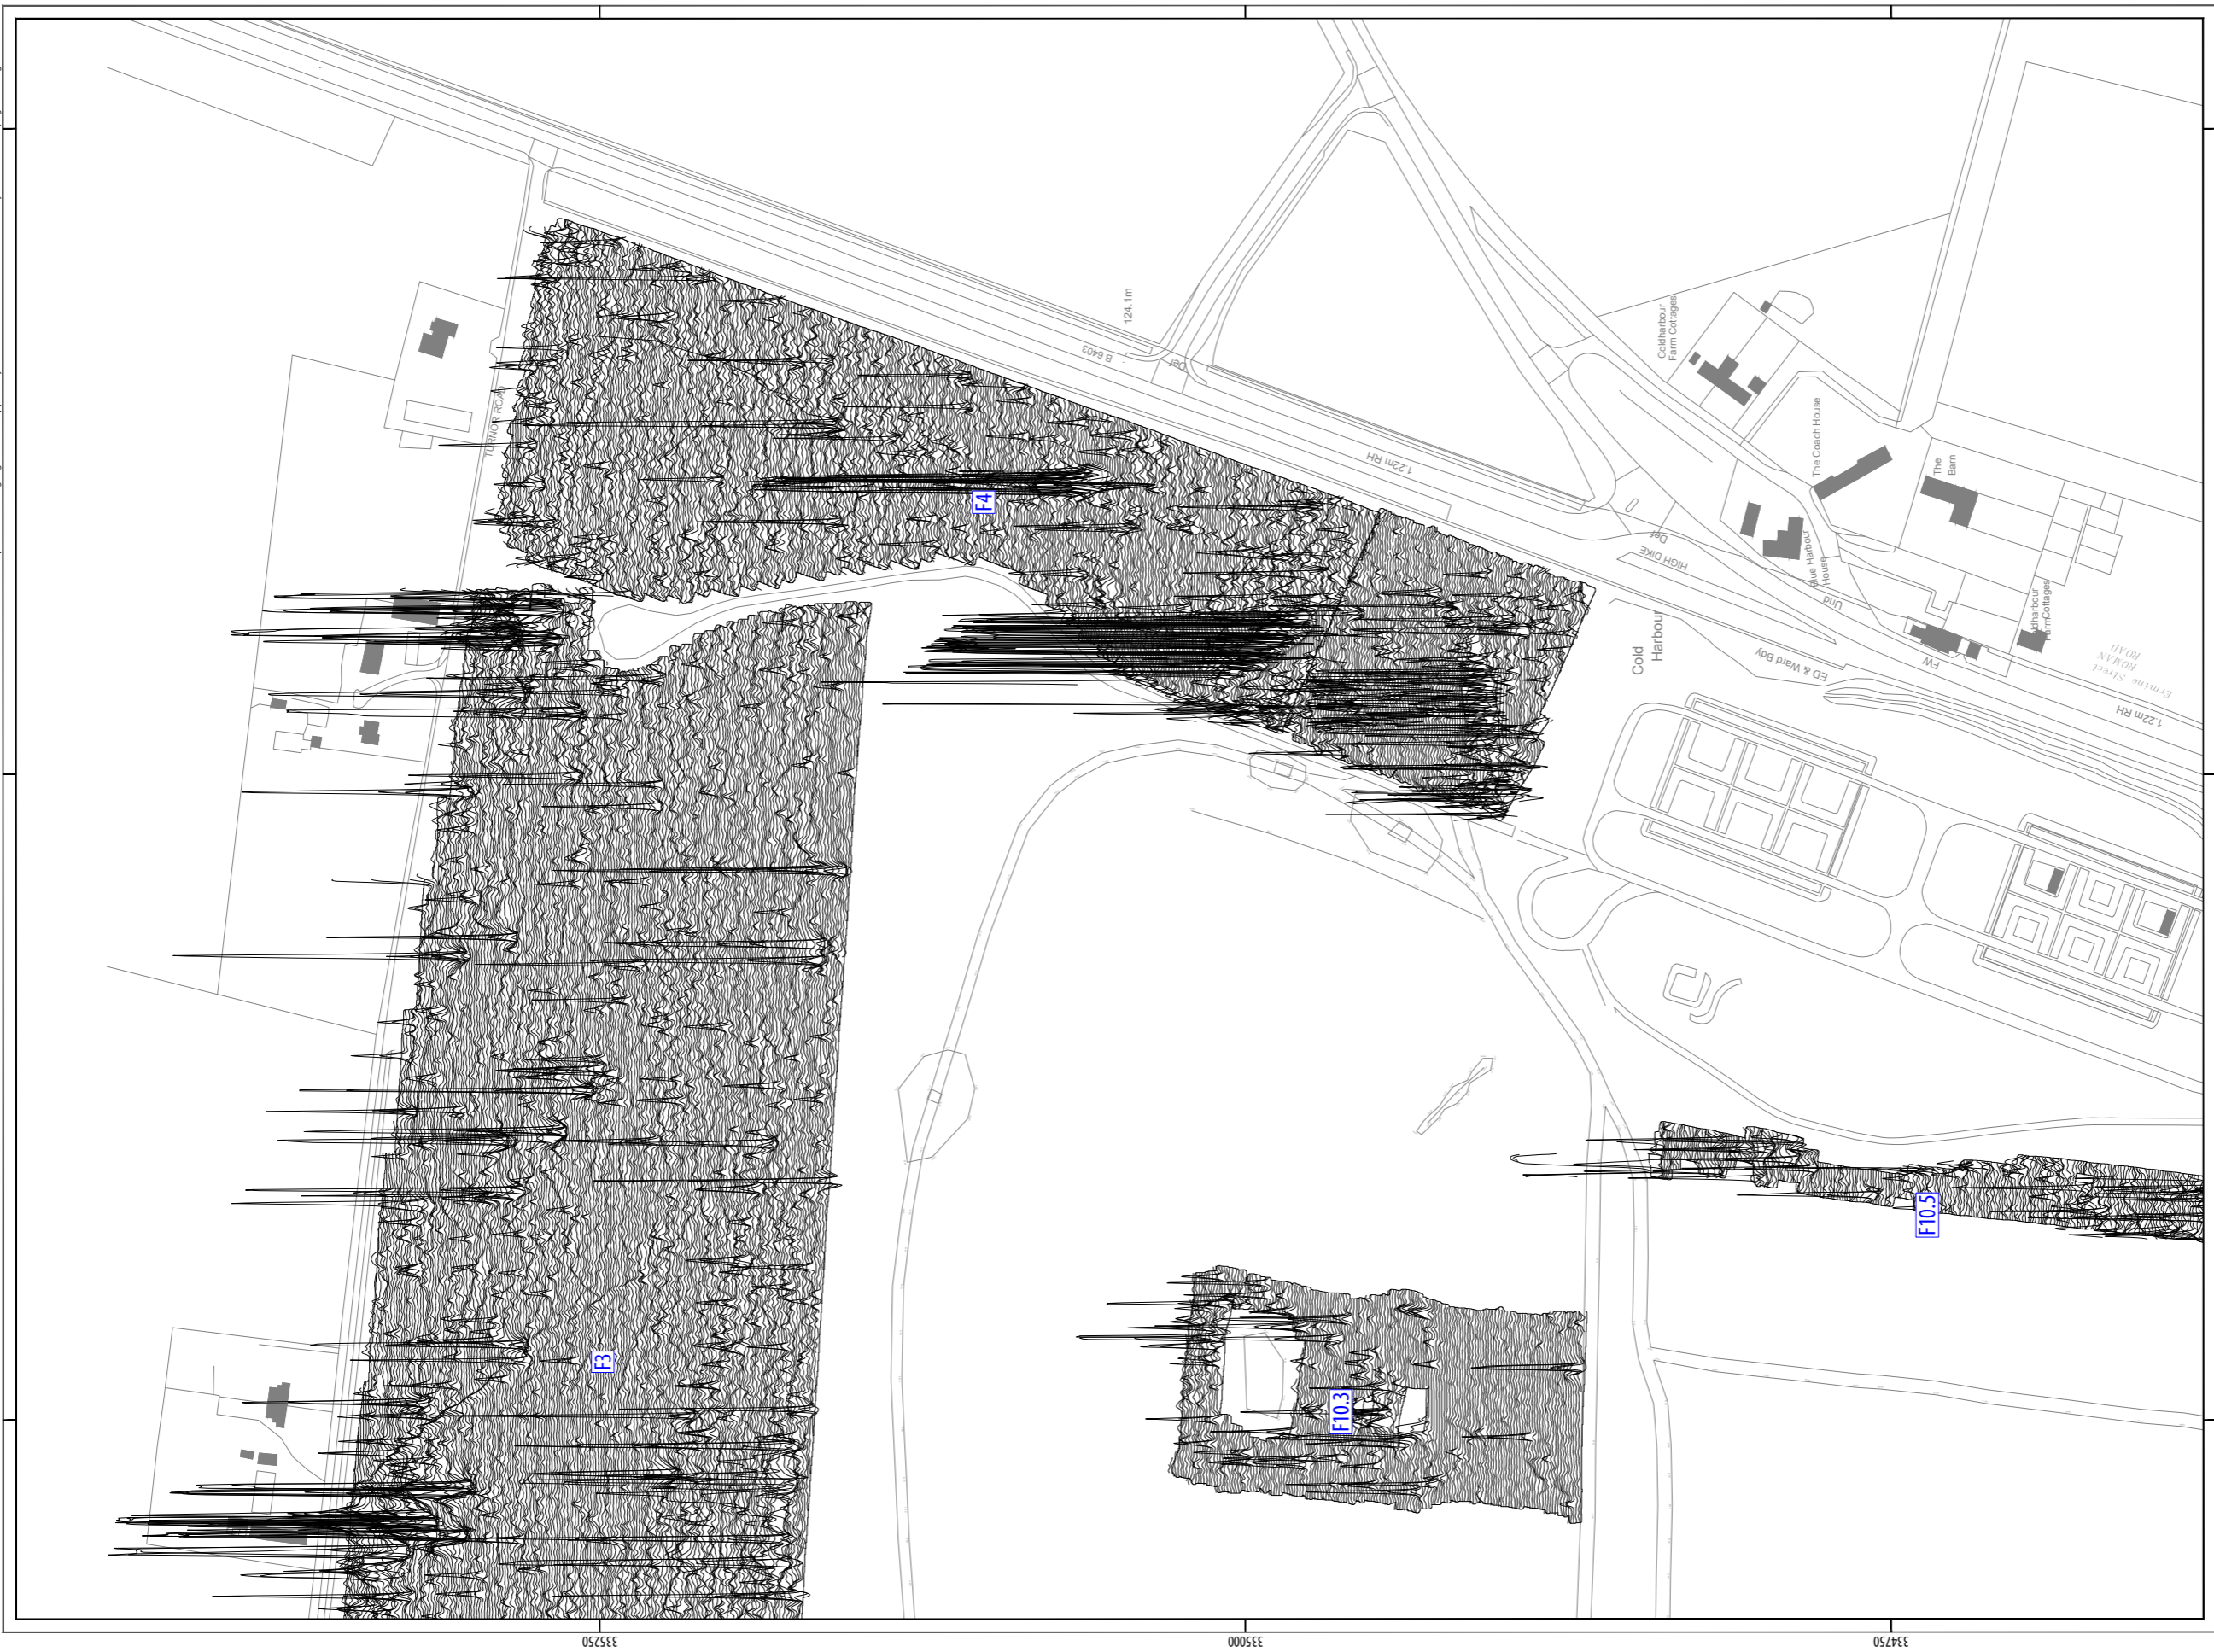 TURNOR ROAD
124.1m
B 6403
Def
F4
1.22m RH
Coldharbour
Farm Cottages
The Coach House
The
Barn
Def
HIGH DIKE
Blue Harbour
House
Und
Cold
Harbour
ED & Ward Bdy
FW
Coldharbour
Farm Cottages
Ermine Street
ROMAN
ROAD
1.22m RH
F10.5
F3
F10.3
335250
335000
334750